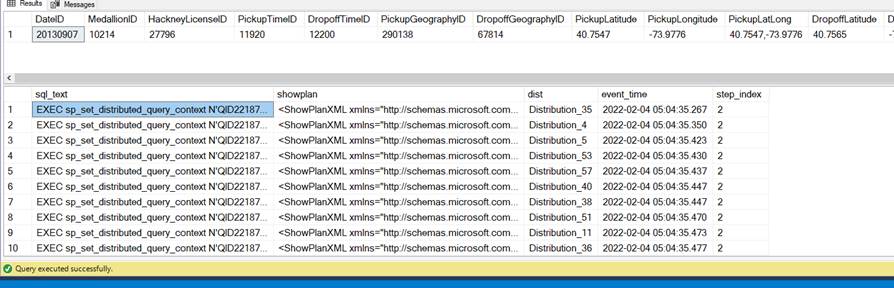 Results Messages
DateID MedallionID HackneyLicenseID PickupTimeID DropoffTimeID PickupGeographyID DropoffGeographyID PickupLatitude PickupLongitude PickupLatLong DropoffLatitude D
1 20130907 10214 27796 11920 12200 290138 67814 40.7547 -73.9776 40.7547,-73.9776 40.7565 -7
sql_text showplan dist event_time step_index
1 EXEC sp_set_distributed_query_context N'QID22187... <ShowPlanXML xmlns="http://schemas.microsoft.com... Distribution_35 2022-02-04 05:04:35.267 2
2 EXEC sp_set_distributed_query_context N'QID22187... <ShowPlanXML xmlns="http://schemas.microsoft.com... Distribution_4 2022-02-04 05:04:35.350 2
3 EXEC sp_set_distributed_query_context N'QID22187... <ShowPlanXML xmlns="http://schemas.microsoft.com... Distribution_5 2022-02-04 05:04:35.423 2
4 EXEC sp_set_distributed_query_context N'QID22187... <ShowPlanXML xmlns="http://schemas.microsoft.com... Distribution_53 2022-02-04 05:04:35.430 2
5 EXEC sp_set_distributed_query_context N'QID22187... <ShowPlanXML xmlns="http://schemas.microsoft.com... Distribution_57 2022-02-04 05:04:35.437 2
6 EXEC sp_set_distributed_query_context N'QID22187... <ShowPlanXML xmlns="http://schemas.microsoft.com... Distribution_40 2022-02-04 05:04:35.447 2
7 EXEC sp_set_distributed_query_context N'QID22187... <ShowPlanXML xmlns="http://schemas.microsoft.com... Distribution_38 2022-02-04 05:04:35.447 2
8 EXEC sp_set_distributed_query_context N'QID22187... <ShowPlanXML xmlns="http://schemas.microsoft.com... Distribution_51 2022-02-04 05:04:35.470 2
9 EXEC sp_set_distributed_query_context N'QID22187... <ShowPlanXML xmlns="http://schemas.microsoft.com... Distribution_11 2022-02-04 05:04:35.473 2
10 EXEC sp_set_distributed_query_context N'QID22187... <ShowPlanXML xmlns="http://schemas.microsoft.com... Distribution_36 2022-02-04 05:04:35.477 2
Query executed successfully.